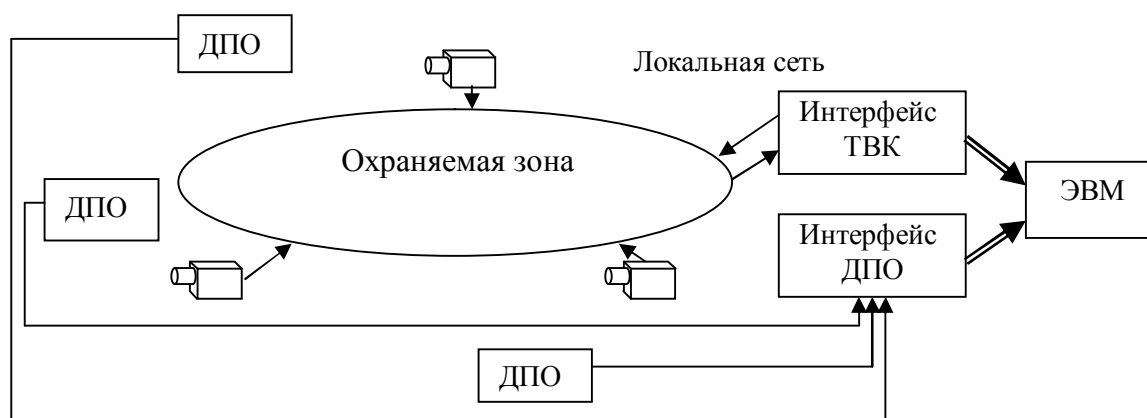 ДПО
Локальная сеть
Интерфейс
ТВК
Охраняемая зона
ЭВМ
ДПО
Интерфейс
ДПО
ДПО